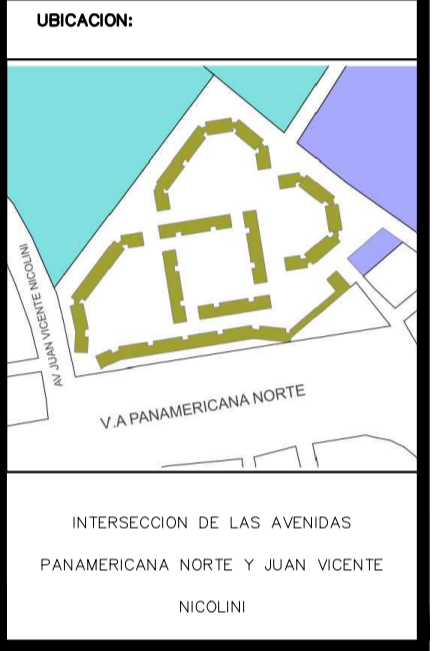 UBICACION:
AV JUAN VICENTE NICOLINI
V.A PANAMERICANA NORTE
INTERSECCION DE LAS AVENIDAS
PANAMERICANA NORTE Y JUAN VICENTE
NICOLINI